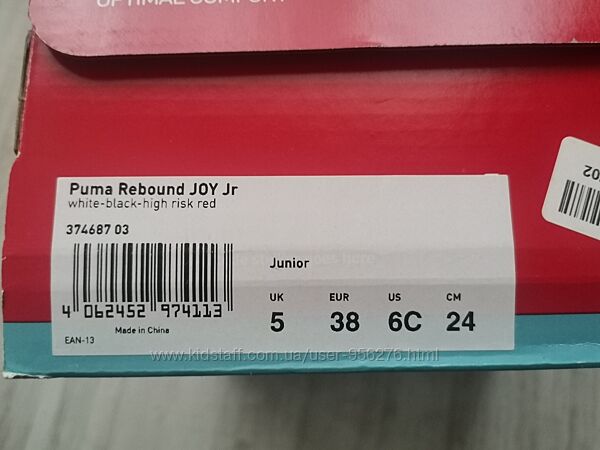 OPTIMAL COMFORT
Puma Rebound JOY Jr
white-black-high risk red
374687 03
Junior
UK EUR US CM
5 38 6C 24
4 062452 974113
Made in China
EAN-13
www.kidstaff.com.ua/user-956276.html